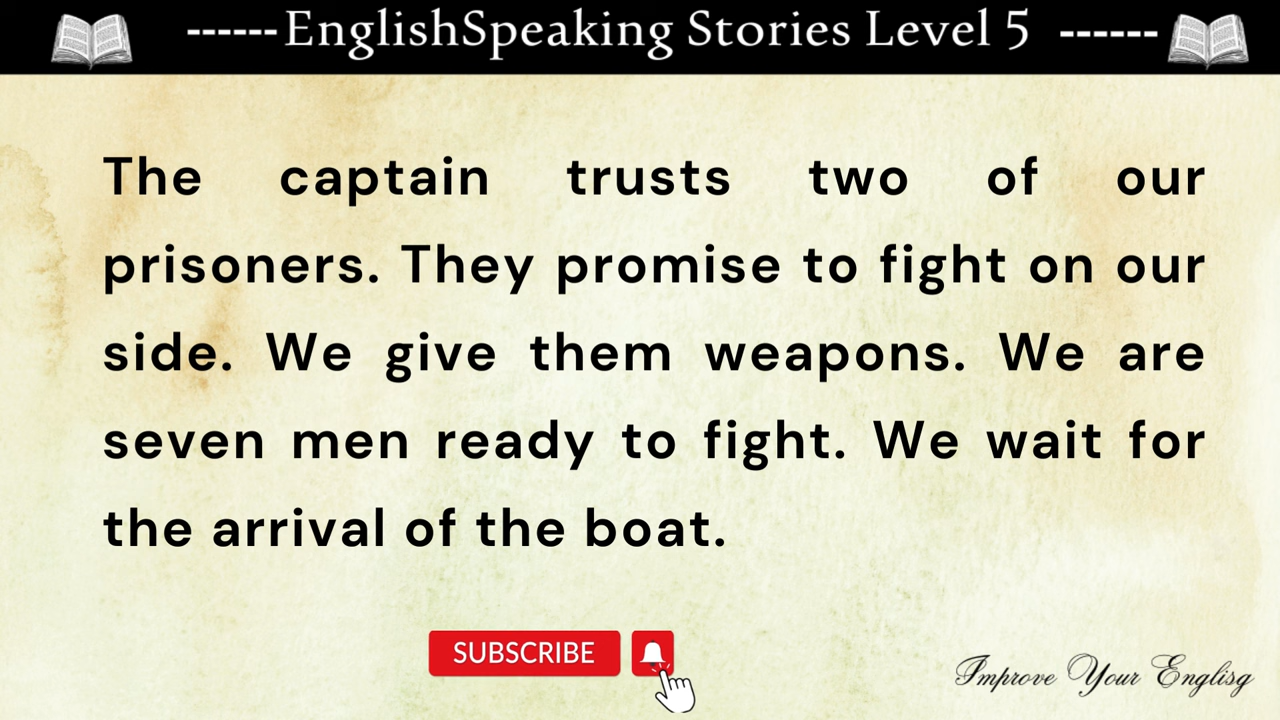 ------EnglishSpeaking Stories Level 5 ------
The captain trusts two of our
prisoners. They promise to fight on our
side. We give them weapons. We are
seven men ready to fight. We wait for
the arrival of the boat.
SUBSCRIBE
Improve Your Englisg